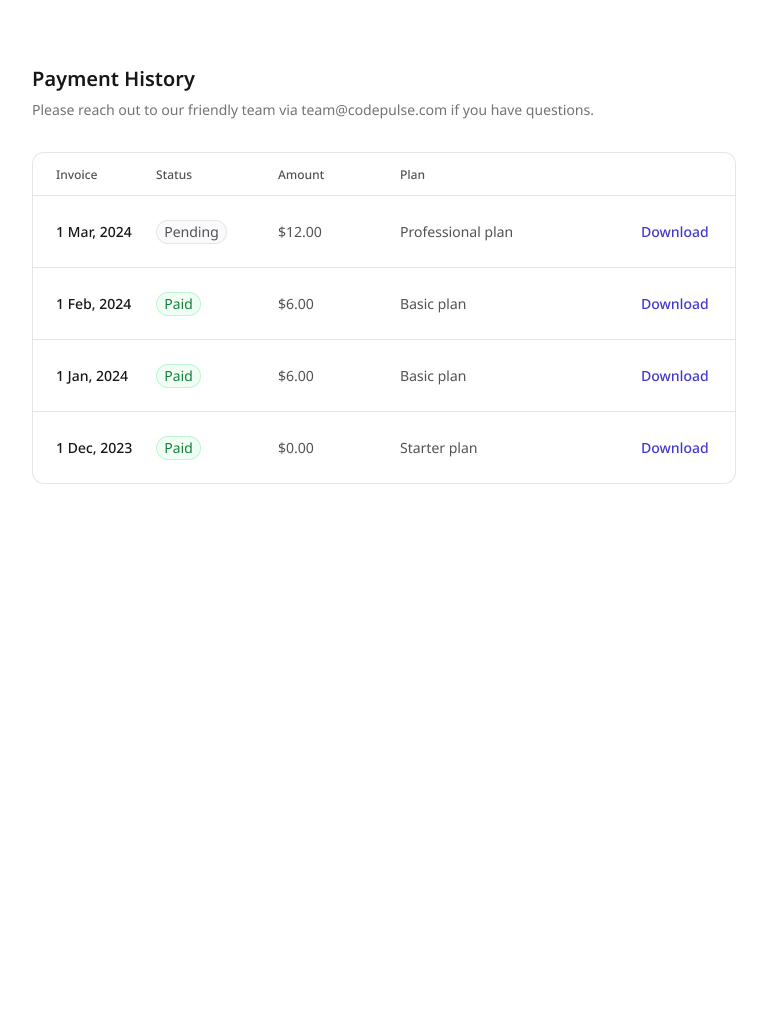 Payment History
Please reach out to our friendly team via team@codepulse.com if you have questions.
Invoice Status Amount Plan
1 Mar, 2024 Pending $12.00 Professional plan Download
1 Feb, 2024 Paid $6.00 Basic plan Download
1 Jan, 2024 Paid $6.00 Basic plan Download
1 Dec, 2023 Paid $0.00 Starter plan Download